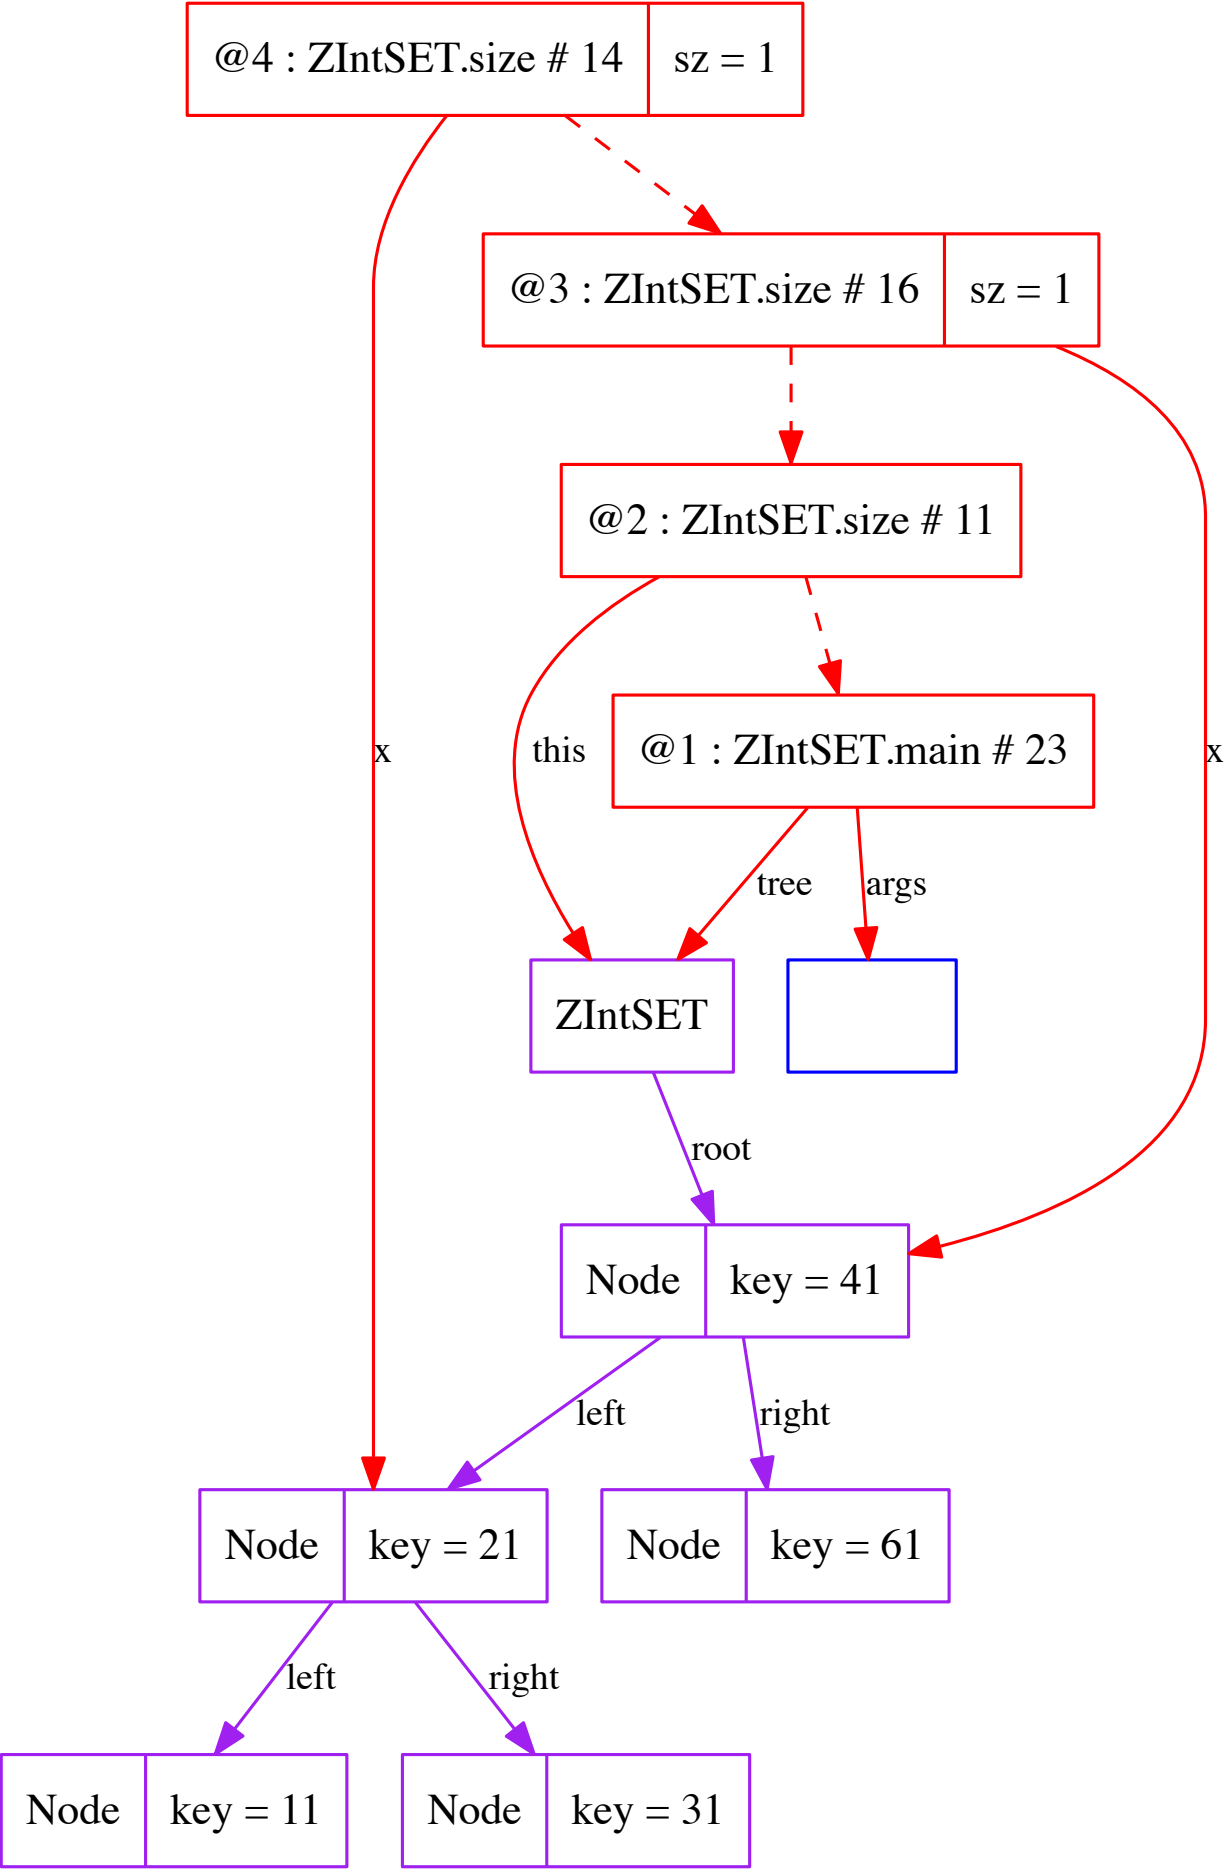 @4 : ZIntSET.size # 14 sz = 1
@3 : ZIntSET.size # 16 sz = 1
@2 : ZIntSET.size # 11
x
this
@1 : ZIntSET.main # 23
x
tree
args
ZIntSET
root
Node key = 41
left
right
Node key = 21
Node key = 61
left
right
Node key = 11
Node key = 31